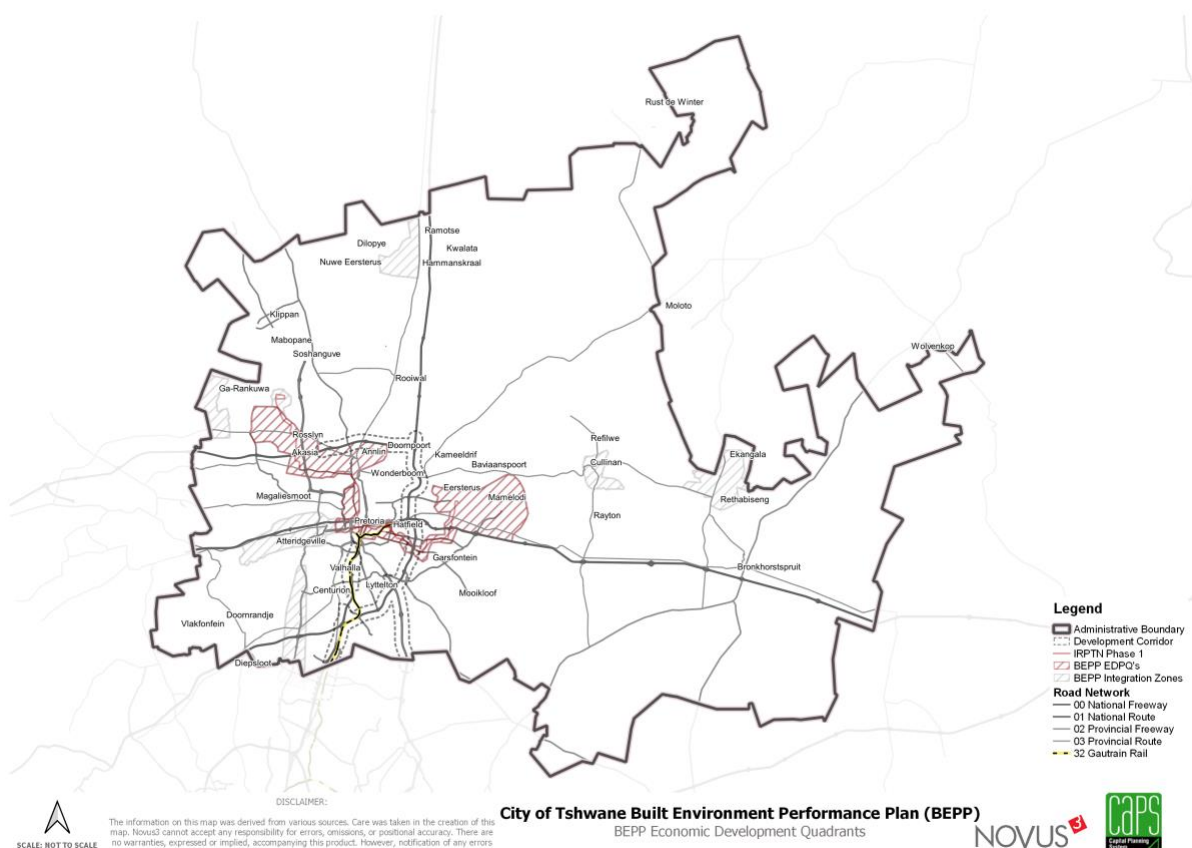 Rust de Winter
Ramotse
Dilopye
Kwalata
Nuwe Eersterus
Hammanskraal
Moloto
Klippan
Mabopane
Soshanguve
Wolvenkop
Rooiwal
Ga-Rankuwa
Rosslyn
Refilwe
Doornpoort
Annlin
Akasia
Kameeldrif
Ekangala
Cullinan
Baviaanspoort
Wonderboom
Eersterus
Magaliesmoot
Mamelodi
Rethabiseng
Rayton
Pretoria
Hatfield
Atteridgeville
Garsfontein
Valhalla
Bronkhorstspruit
Lyttelton
Centurion
Mooikloof
Doornrandje
Vlakfonfein
Diepsloot
Legend
Administrative Boundary
Development Corridor
IRPTN Phase 1
BEPP EDPQ's
BEPP Integration Zones
Road Network
00 National Freeway
01 National Route
02 Provincial Freeway
03 Provincial Route
32 Gautrain Rail
SCALE: NOT TO SCALE
DISCLAIMER:
The information on this map was derived from various sources. Care was taken in the creation of this
map. Novus3 cannot accept any responsibility for errors, omissions, or positional accuracy. There are
no warranties, expressed or implied, accompanying this product. However, notification of any errors
City of Tshwane Built Environment Performance Plan (BEPP)
BEPP Economic Development Quadrants
NOVUS3
CAPS
Capital Planning
System